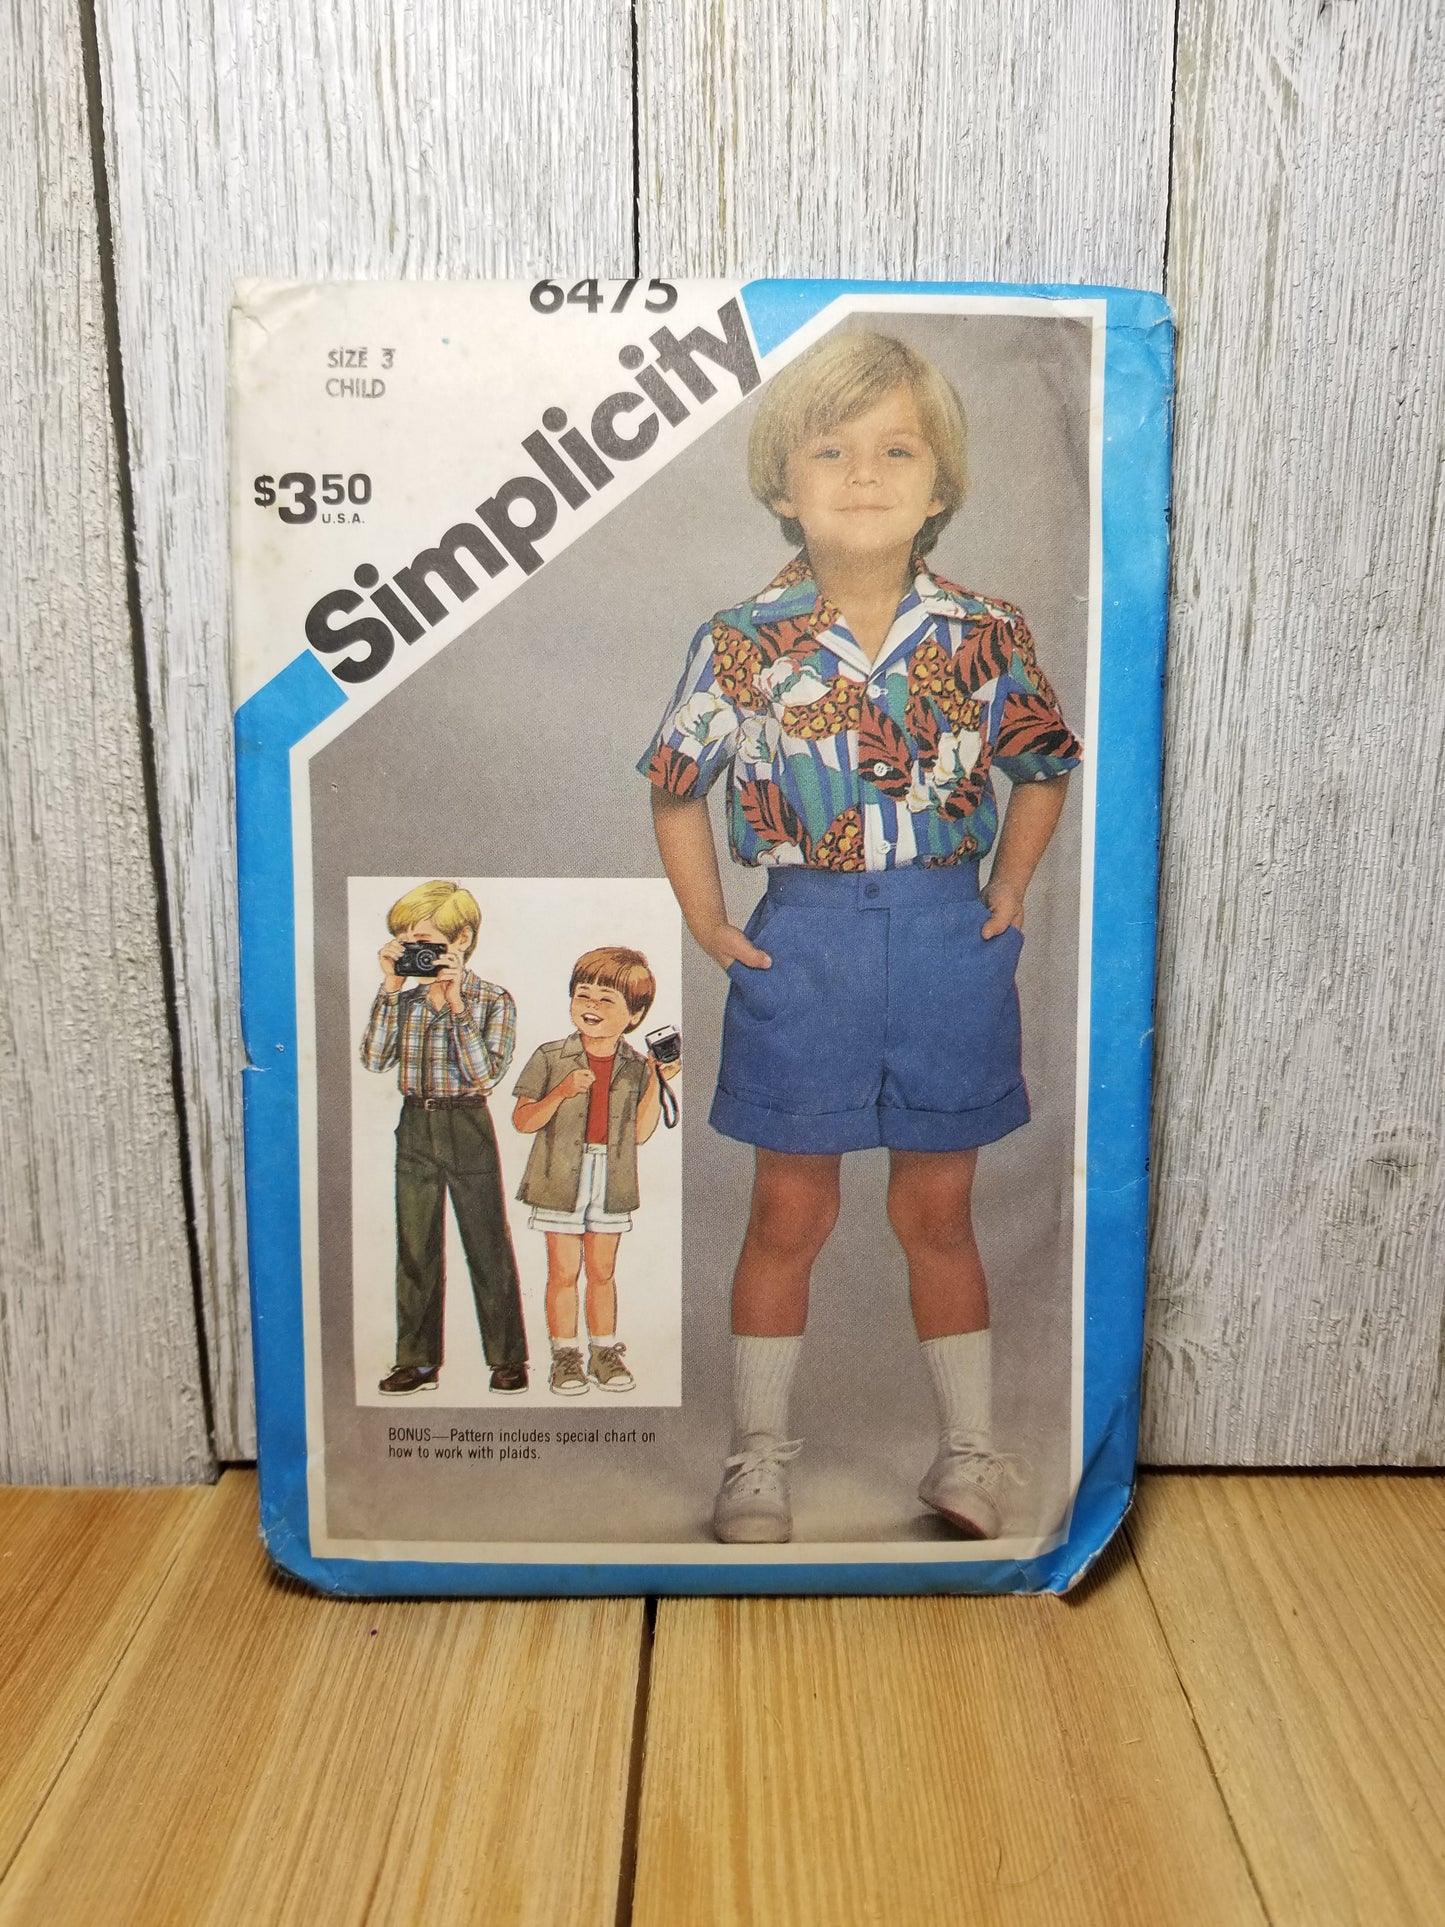 6475
SIZE 3
CHILD
$3.50
U.S.A.
Simplicity
BONUS—Pattern includes special chart on
how to work with plaids.